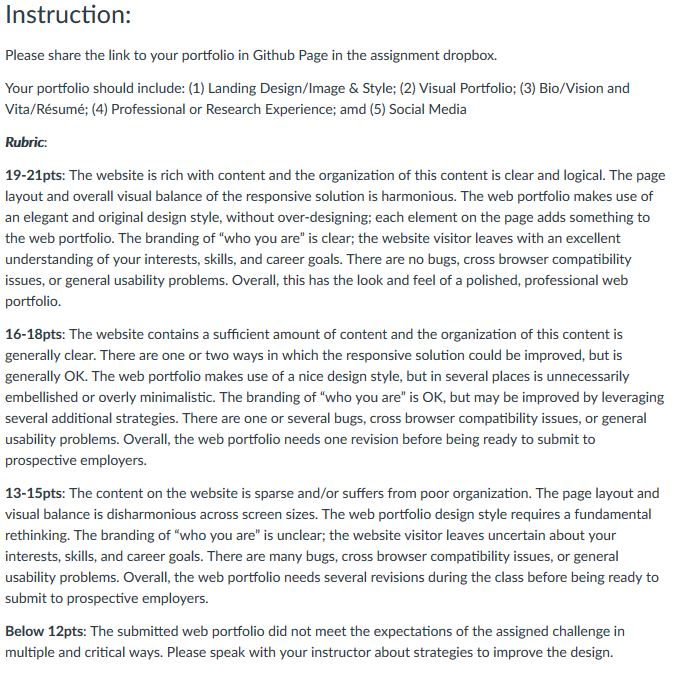 Instruction:
Please share the link to your portfolio in Github Page in the assignment dropbox.
Your portfolio should include: (1) Landing Design/Image & Style; (2) Visual Portfolio; (3) Bio/Vision and
Vita/Résumé; (4) Professional or Research Experience; amd (5) Social Media
Rubric:
19-21pts: The website is rich with content and the organization of this content is clear and logical. The page
layout and overall visual balance of the responsive solution is harmonious. The web portfolio makes use of
an elegant and original design style, without over-designing; each element on the page adds something to
the web portfolio. The branding of “who you are” is clear; the website visitor leaves with an excellent
understanding of your interests, skills, and career goals. There are no bugs, cross browser compatibility
issues, or general usability problems. Overall, this has the look and feel of a polished, professional web
portfolio.
16-18pts: The website contains a sufficient amount of content and the organization of this content is
generally clear. There are one or two ways in which the responsive solution could be improved, but is
generally OK. The web portfolio makes use of a nice design style, but in several places is unnecessarily
embellished or overly minimalistic. The branding of “who you are” is OK, but may be improved by leveraging
several additional strategies. There are one or several bugs, cross browser compatibility issues, or general
usability problems. Overall, the web portfolio needs one revision before being ready to submit to
prospective employers.
13-15pts: The content on the website is sparse and/or suffers from poor organization. The page layout and
visual balance is disharmonious across screen sizes. The web portfolio design style requires a fundamental
rethinking. The branding of “who you are” is unclear; the website visitor leaves uncertain about your
interests, skills, and career goals. There are many bugs, cross browser compatibility issues, or general
usability problems. Overall, the web portfolio needs several revisions during the class before being ready to
submit to prospective employers.
Below 12pts: The submitted web portfolio did not meet the expectations of the assigned challenge in
multiple and critical ways. Please speak with your instructor about strategies to improve the design.